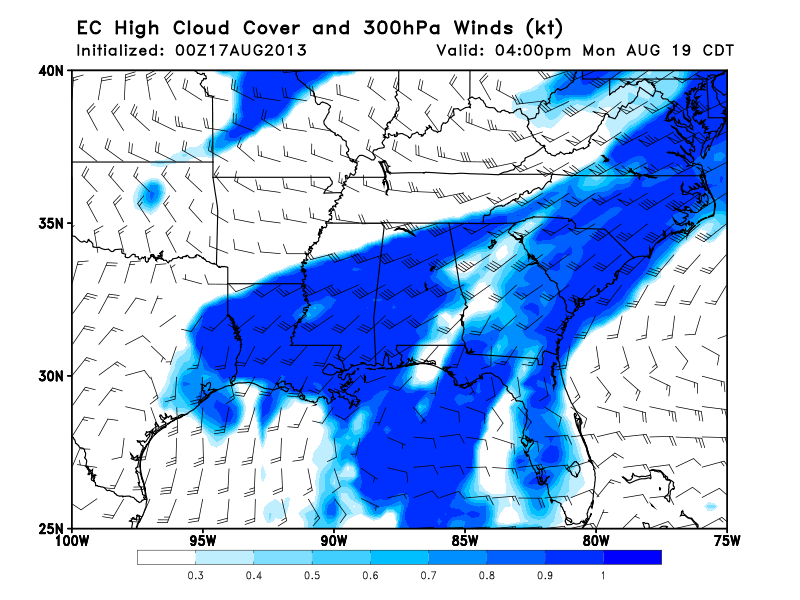 EC High Cloud Cover and 300hPa Winds (kt)
Initialized: 00Z17AUG2013 Valid: 04:00pm Mon AUG 19 CDT
40N
35N
30N
25N
100W 95W 90W 85W 80W 75W
0.3 0.4 0.5 0.6 0.7 0.8 0.9 1